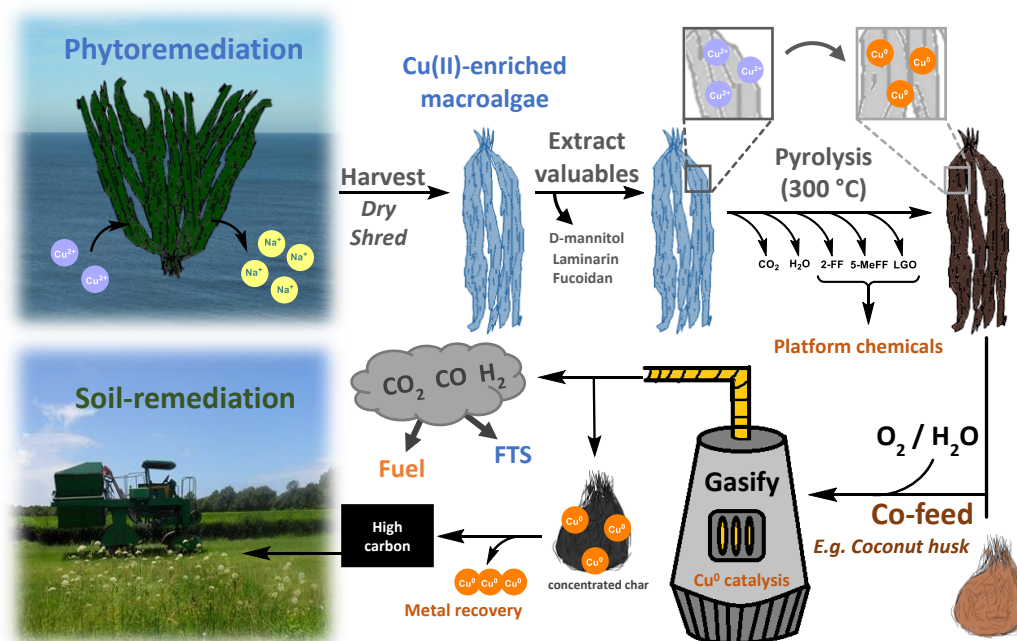 Phytoremediation
Cu²⁺
Cu²⁺
Na⁺
Na⁺
Na⁺
Na⁺
Harvest
Dry
Shred
Cu(II)-enriched
macroalgae
Extract
valuables
D-mannitol
Laminarin
Fucoidan
Cu²⁺
Cu²⁺
Cu²⁺
Cu⁰
Cu⁰
Cu⁰
Pyrolysis
(300 °C)
CO₂ H₂O 2-FF 5-MeFF LGO
Platform chemicals
O₂ / H₂O
Co-feed
E.g. Coconut husk
Gasify
Cu⁰ catalysis
CO₂ CO H₂
Fuel
FTS
Cu⁰
Cu⁰
Cu⁰
concentrated char
Cu⁰ Cu⁰ Cu⁰
Metal recovery
High
carbon
Soil-remediation